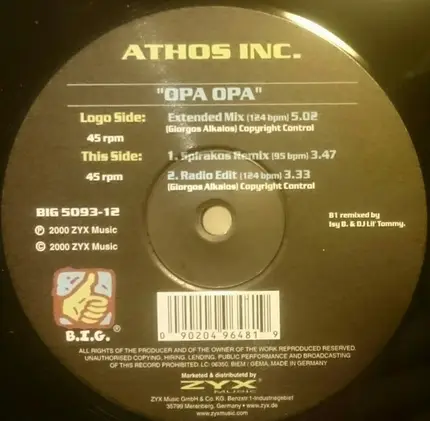 ATHOS INC.
"OPA OPA"
Logo Side: Extended Mix (124 bpm) 5.02
45 rpm (Giorgos Alkaios) Copyright Control
This Side: 1. Spirakos Remix (95 bpm) 3.47
45 rpm 2. Radio Edit (124 bpm) 3.33
(Giorgos Alkaios) Copyright Control
BIG 5093-12
℗ 2000 ZYX Music
© 2000 ZYX Music
B1 remixed by
Isy B. & DJ Lil' Tommy.
B.I.G. ®
0 90204 96481 9
ALL RIGHTS OF THE PRODUCER AND OF THE OWNER OF THE WORK REPRODUCED RESERVED.
UNAUTHORISED COPYING, HIRING, LENDING, PUBLIC PERFORMANCE AND BROADCASTING
OF THIS RECORD PROHIBITED. LC: 06350. BIEM / GEMA. MADE IN GERMANY
Marketed & distributed by
ZYX
MUSIC
ZYX Music GmbH & Co. KG. Benzstr. 1-Industriegebiet
35799 Merenberg, Germany • www.zyx.de
www.zyxmusic.com